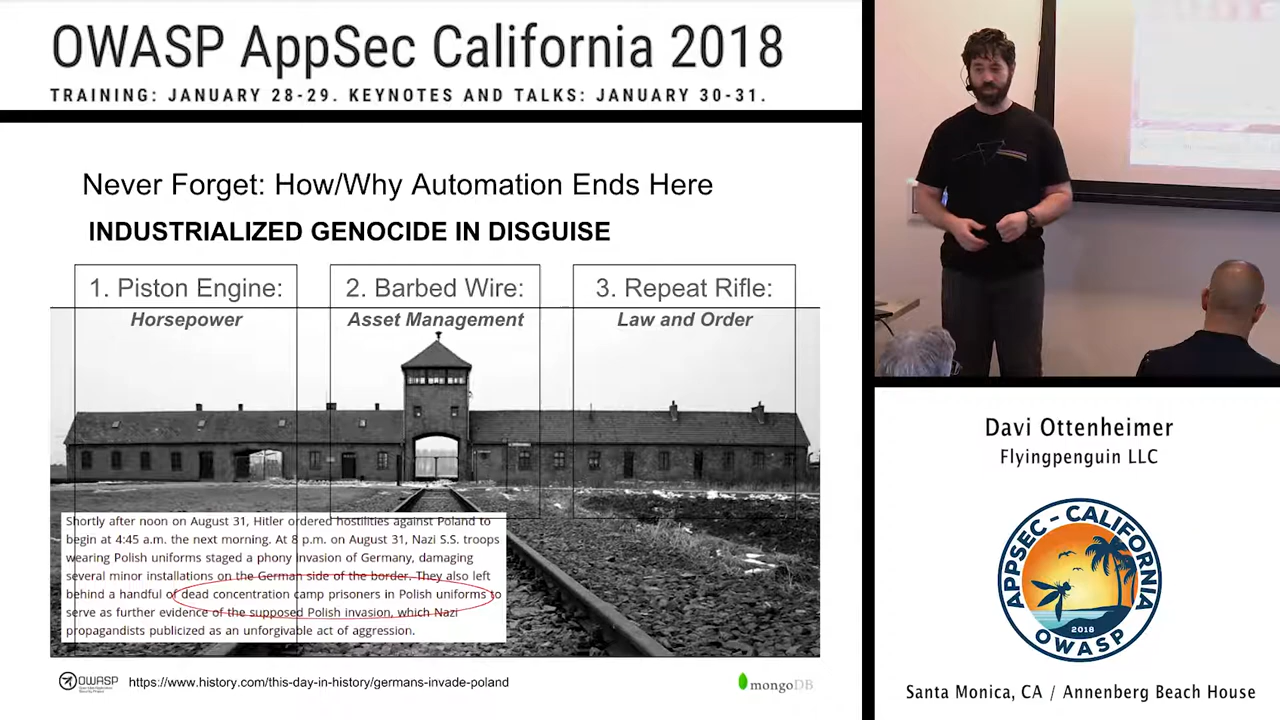 OWASP AppSec California 2018
TRAINING: JANUARY 28-29. KEYNOTES AND TALKS: JANUARY 30-31.
Never Forget: How/Why Automation Ends Here
INDUSTRIALIZED GENOCIDE IN DISGUISE
1. Piston Engine:
Horsepower
2. Barbed Wire:
Asset Management
3. Repeat Rifle:
Law and Order
Shortly after noon on August 31, Hitler ordered hostilities against Poland to
begin at 4:45 a.m. the next morning. At 8 p.m. on August 31, Nazi S.S. troops
wearing Polish uniforms staged a phony invasion of Germany, damaging
several minor installations on the German side of the border. They also left
behind a handful of dead concentration camp prisoners in Polish uniforms to
serve as further evidence of the supposed Polish invasion, which Nazi
propagandists publicized as an unforgivable act of aggression.
OWASP
https://www.history.com/this-day-in-history/germans-invade-poland
mongoDB
Davi Ottenheimer
Flyingpenguin LLC
APPSEC - CALIFORNIA
2018
OWASP
Santa Monica, CA / Annenberg Beach House